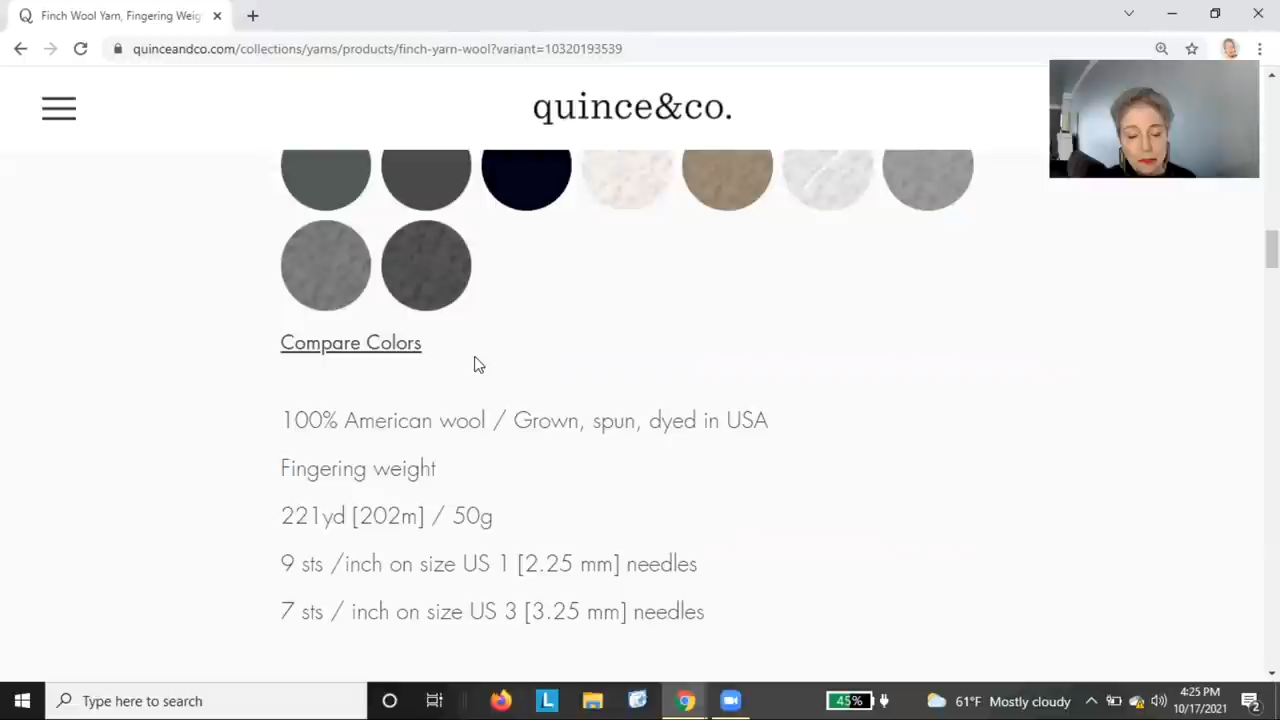 Finch Wool Yarn, Fingering Weig
quinceandco.com/collections/yarns/products/finch-yarn-wool?variant=10320193539
quince&co.
Compare Colors
100% American wool / Grown, spun, dyed in USA
Fingering weight
221yd [202m] / 50g
9 sts /inch on size US 1 [2.25 mm] needles
7 sts / inch on size US 3 [3.25 mm] needles
Type here to search
L
45%
61°F Mostly cloudy
4:25 PM
10/17/2021
2